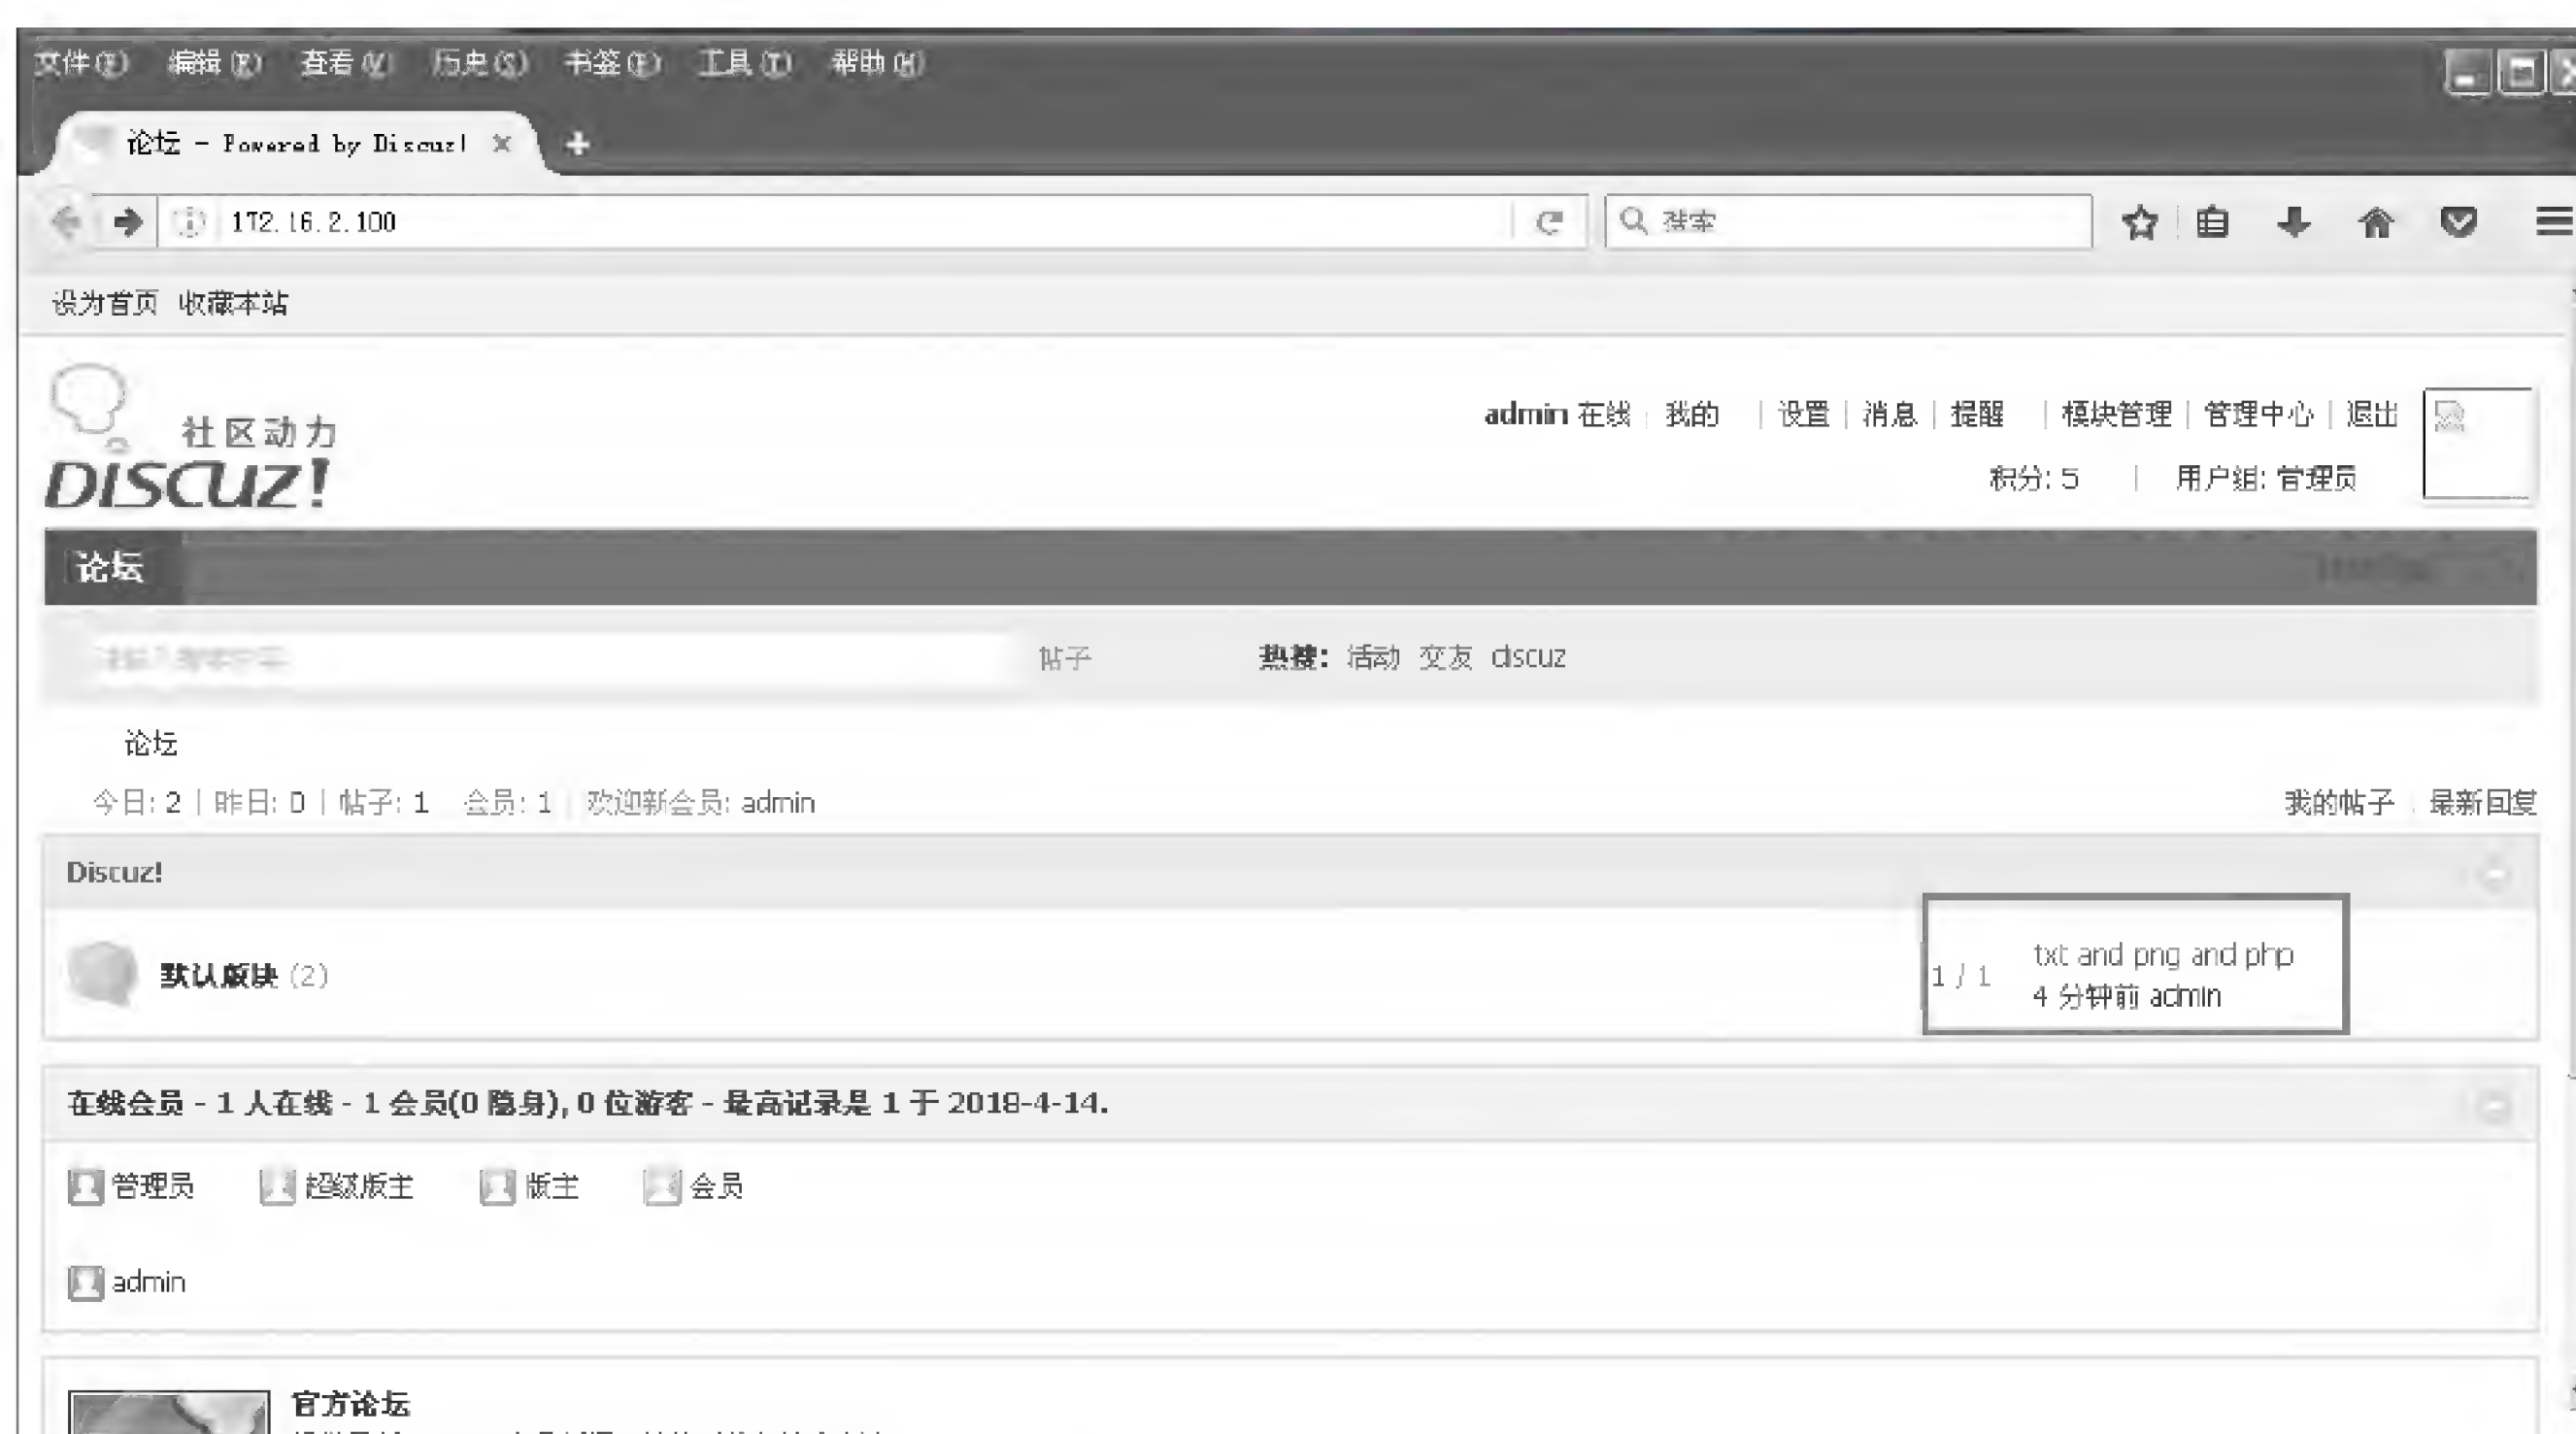 文件(F) 编辑(E) 查看(V) 历史(S) 书签(B) 工具(T) 帮助(H)
论坛 - Powered by Discuz!
172.16.2.100
搜索
设为首页 收藏本站
社区动力
DISCUZ!
admin 在线 | 我的 | 设置 | 消息 | 提醒 | 模块管理 | 管理中心 | 退出
积分: 5 | 用户组: 管理员
论坛
帖子 热搜: 活动 交友 discuz
论坛
今日: 2 | 昨日: 0 | 帖子: 1 | 会员: 1 | 欢迎新会员: admin
我的帖子 | 最新回复
Discuz!
默认版块 (2)
1 / 1
txt and png and php
4 分钟前 admin
在线会员 - 1 人在线 - 1 会员(0 隐身), 0 位游客 - 最高记录是 1 于 2018-4-14.
管理员 超级版主 版主 会员
admin
官方论坛